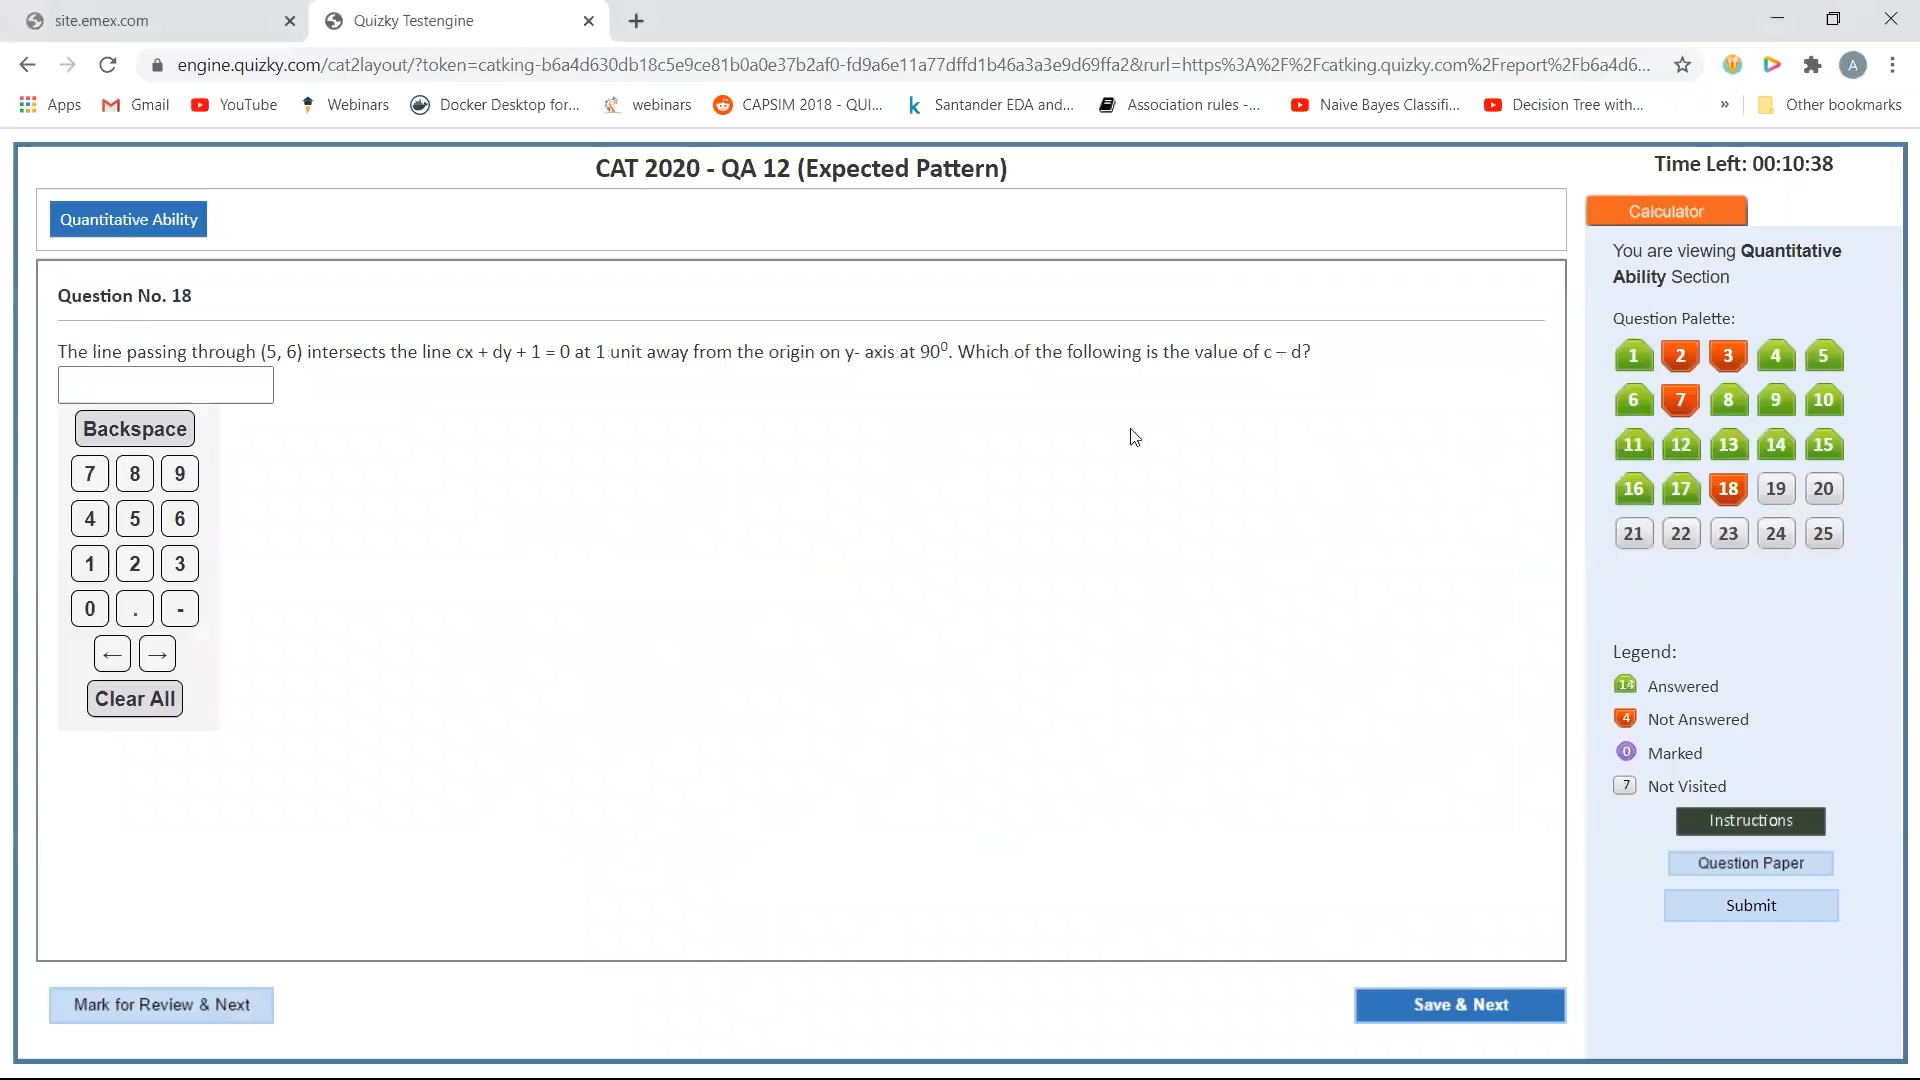 site.emex.com
Quizky Testengine
engine.quizky.com/cat2layout/?token=catking-b6a4d630db18c5e9ce81b0a0e37b2af0-fd9a6e11a77dffd1b46a3a3e9d69ffa2&rurl=https%3A%2F%2Fcatking.quizky.com%2Freport%2Fb6a4d6...
A
Apps
Gmail
YouTube
Webinars
Docker Desktop for...
webinars
CAPSIM 2018 - QUI...
Santander EDA and...
Association rules -...
Naive Bayes Classifi...
Decision Tree with...
»
Other bookmarks
CAT 2020 - QA 12 (Expected Pattern)
Time Left: 00:10:38
Quantitative Ability
Calculator
You are viewing Quantitative
Ability Section
Question Palette:
1 2 3 4 5
6 7 8 9 10
11 12 13 14 15
16 17 18 19 20
21 22 23 24 25
Question No. 18
The line passing through (5, 6) intersects the line cx + dy + 1 = 0 at 1 unit away from the origin on y- axis at 90⁰. Which of the following is the value of c – d?
Backspace
7 8 9
4 5 6
1 2 3
0 . -
← →
Clear All
Legend:
14 Answered
4 Not Answered
0 Marked
7 Not Visited
Instructions
Question Paper
Submit
Mark for Review & Next
Save & Next